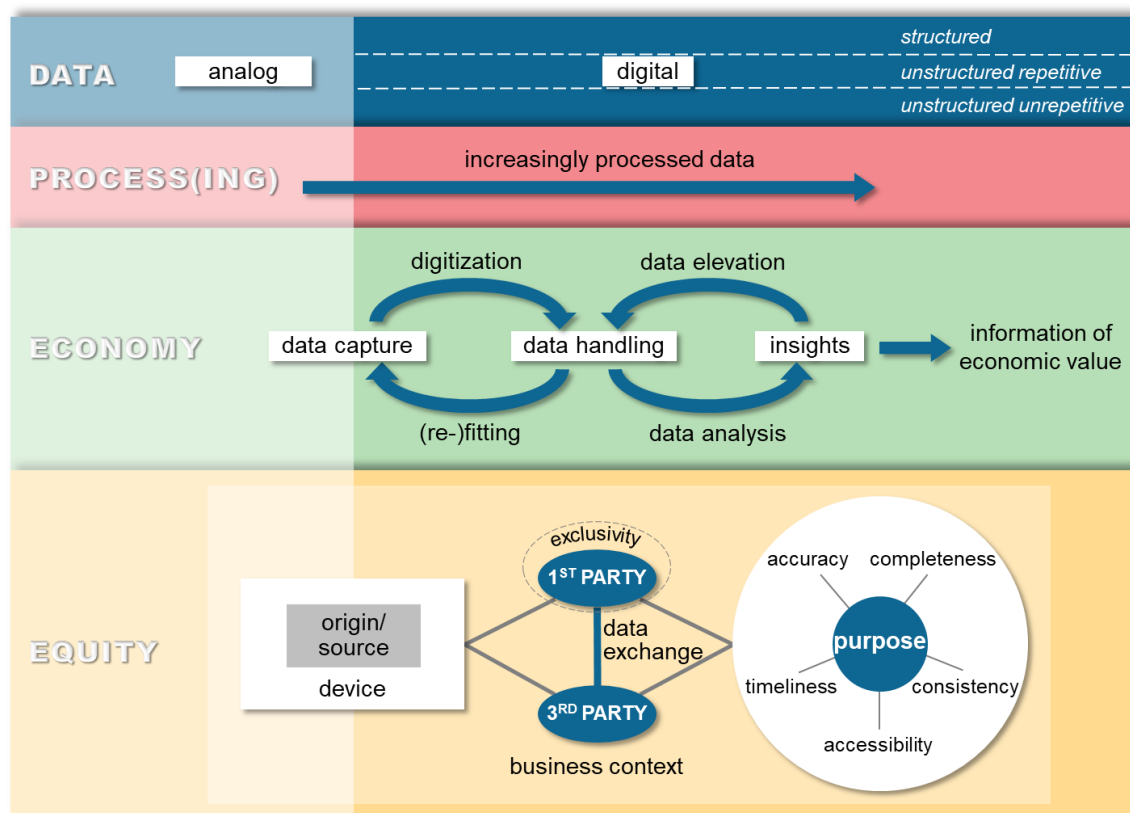 DATA
analog
digital
structured
unstructured repetitive
unstructured unrepetitive
PROCESS(ING)
increasingly processed data
ECONOMY
digitization
data elevation
data capture
data handling
insights
information of
economic value
(re-)fitting
data analysis
EQUITY
origin/
source
device
exclusivity
1ST PARTY
data
exchange
3RD PARTY
business context
accuracy
completeness
purpose
timeliness
consistency
accessibility